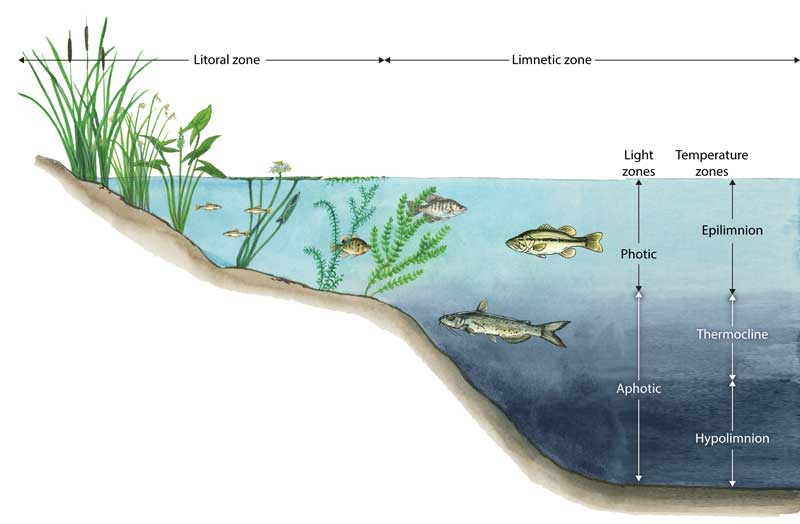 Litoral zone
Limnetic zone
Light
zones
Temperature
zones
Epilimnion
Photic
Thermocline
Aphotic
Hypolimnion